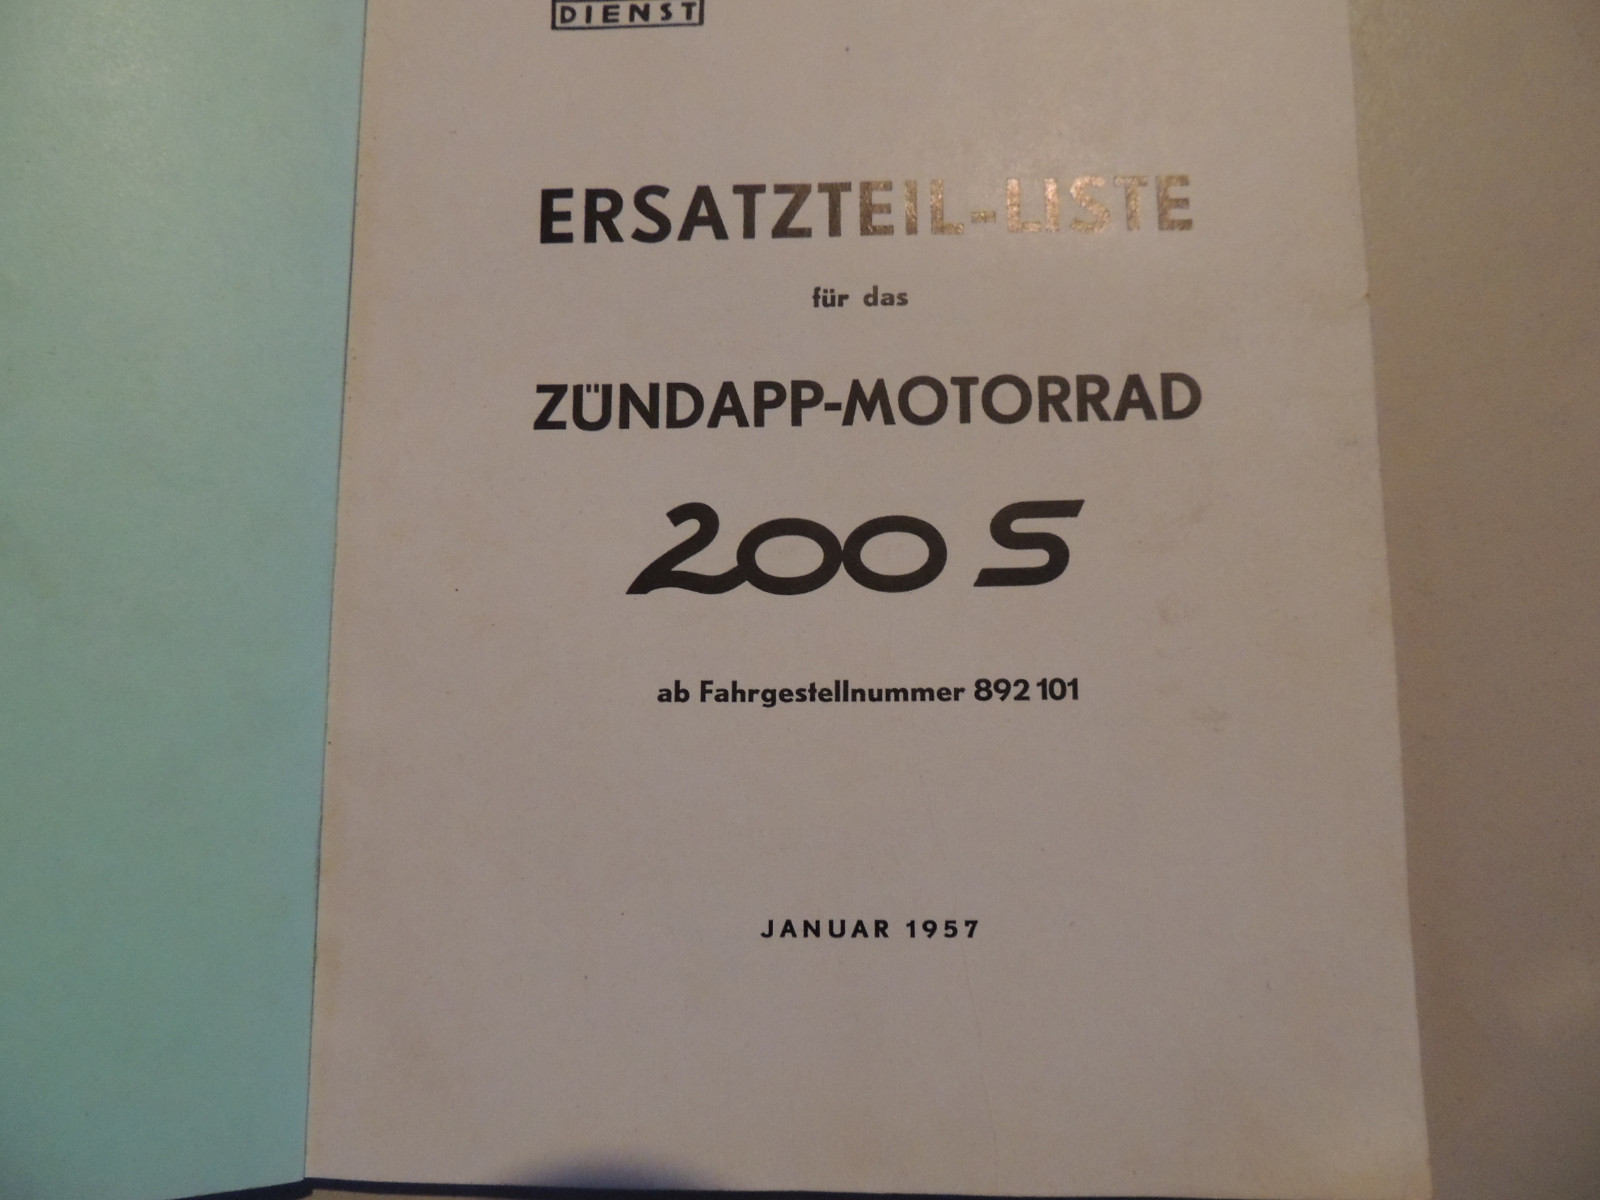 DIENST
ERSATZTEIL-LISTE
für das
ZÜNDAPP-MOTORRAD
200 S
ab Fahrgestellnummer 892 101
JANUAR 1957